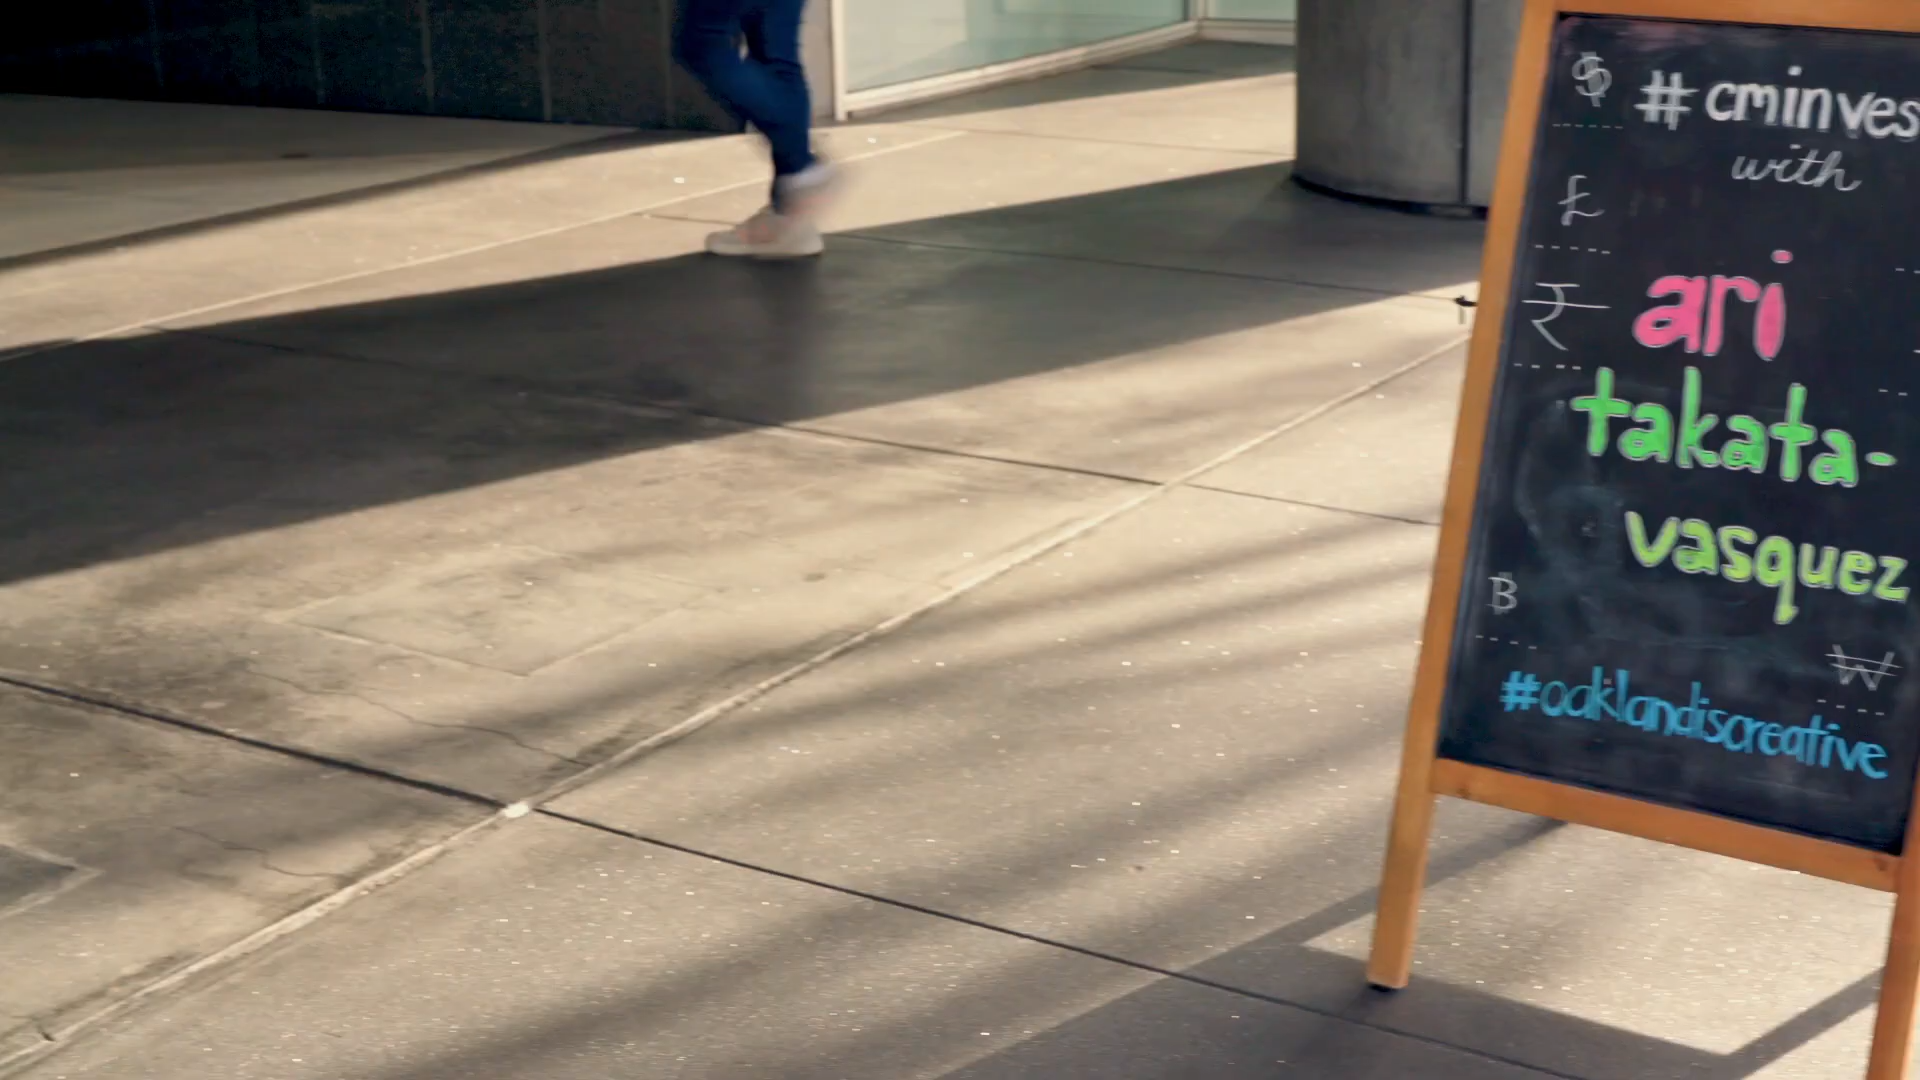 $ #cminves
with
£
₹ ari
takata-
vasquez
B
₩
#oaklandiscreative